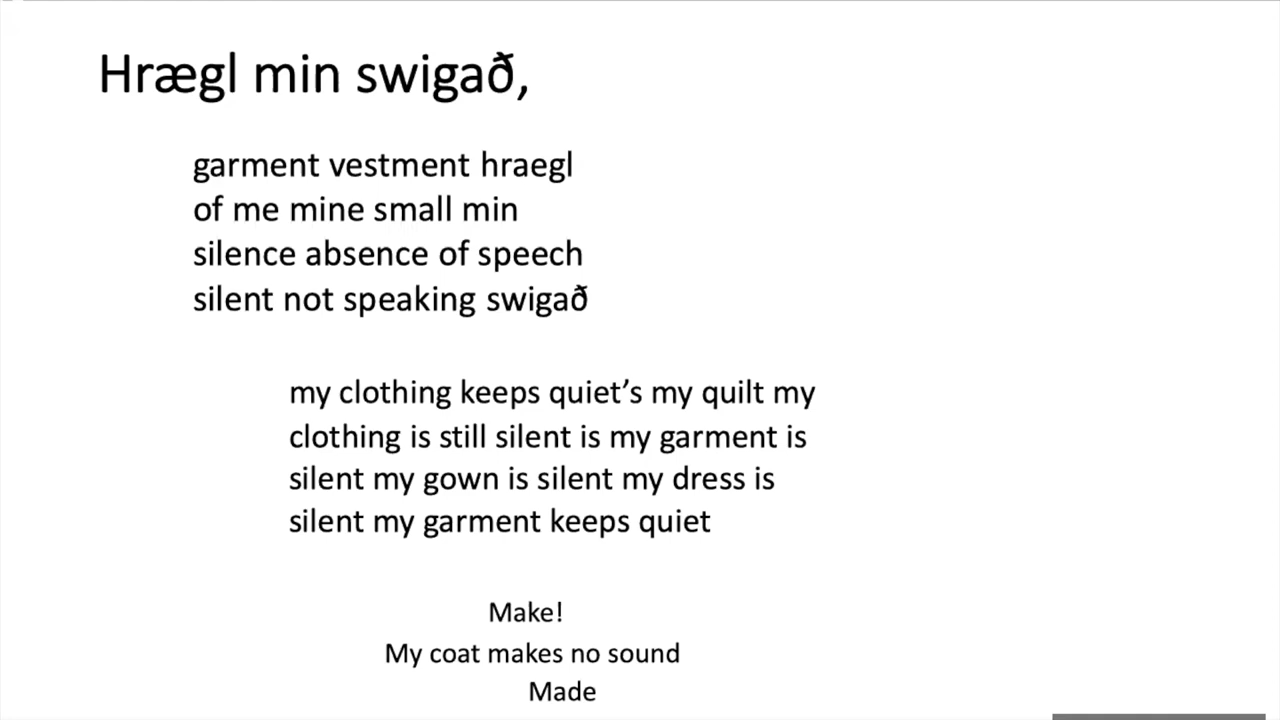 Hrægl min swigað,
garment vestment hraegl
of me mine small min
silence absence of speech
silent not speaking swigað
my clothing keeps quiet’s my quilt my
clothing is still silent is my garment is
silent my gown is silent my dress is
silent my garment keeps quiet
Make!
My coat makes no sound
Made